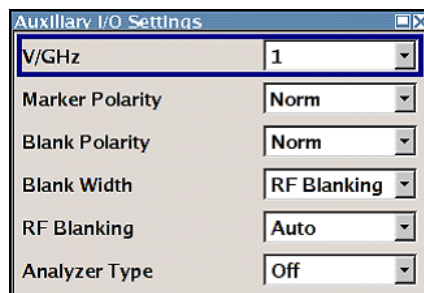 Auxiliary I/O Settings
V/GHz 1
Marker Polarity Norm
Blank Polarity Norm
Blank Width RF Blanking
RF Blanking Auto
Analyzer Type Off